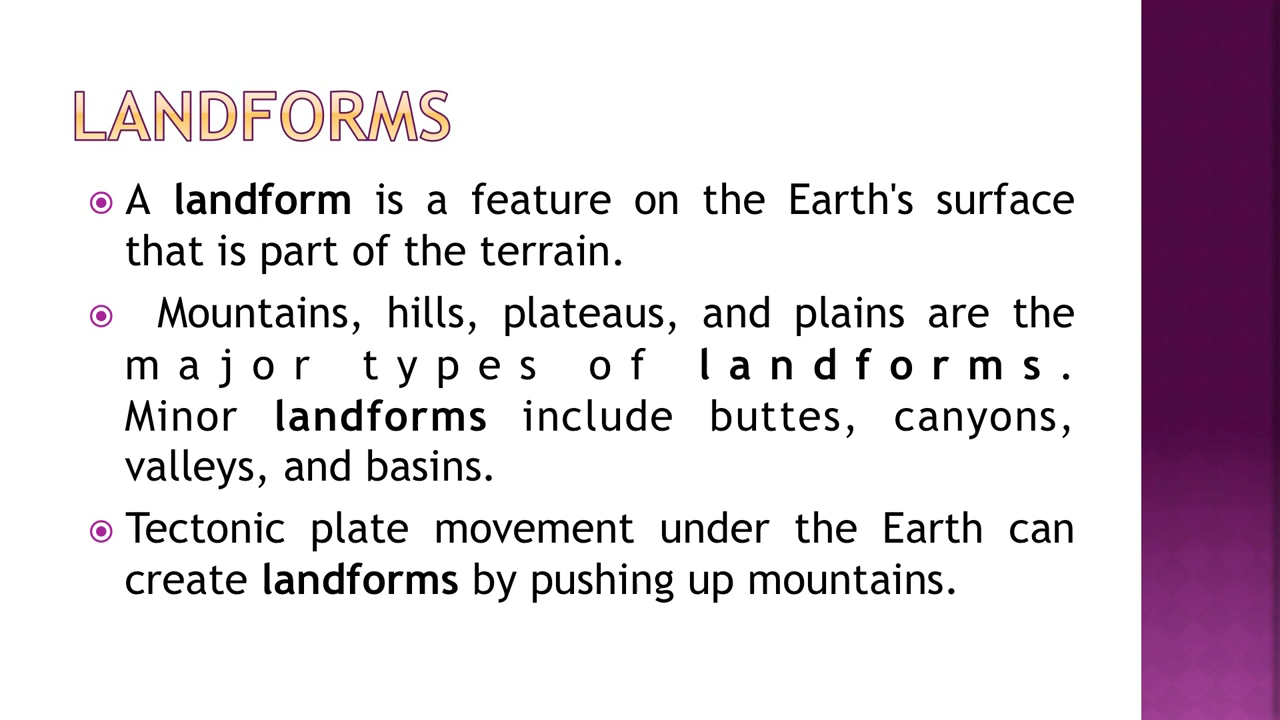 LANDFORMS
A landform is a feature on the Earth's surface
that is part of the terrain.
Mountains, hills, plateaus, and plains are the
major types of landforms.
Minor landforms include buttes, canyons,
valleys, and basins.
Tectonic plate movement under the Earth can
create landforms by pushing up mountains.